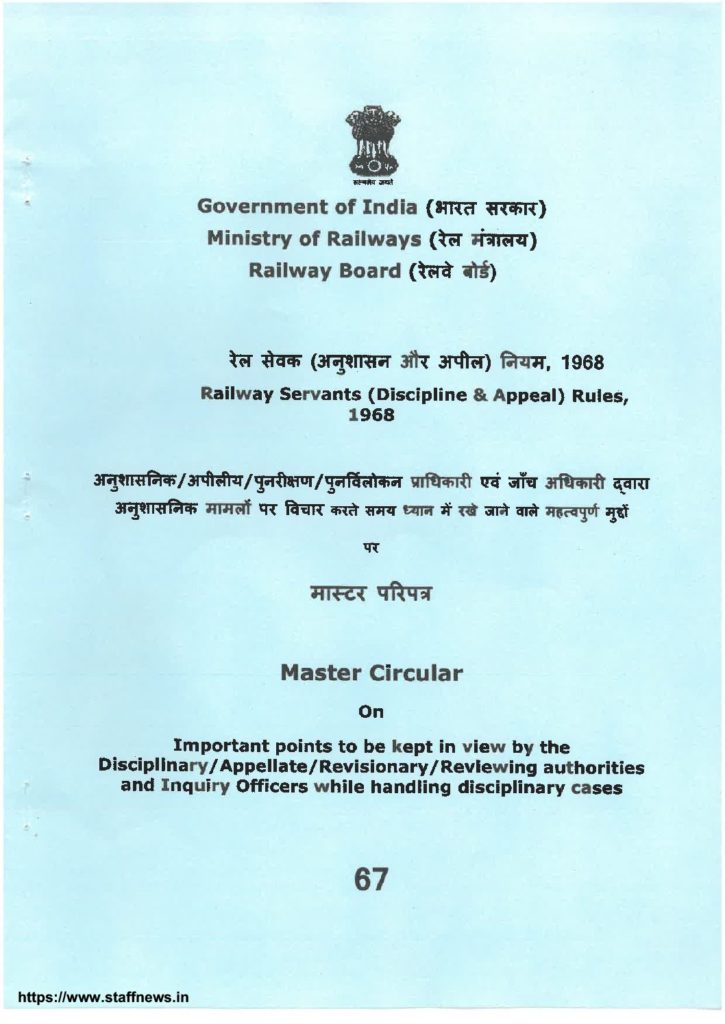 सत्यमेव जयते
Government of India (भारत सरकार)
Ministry of Railways (रेल मंत्रालय)
Railway Board (रेलवे बोर्ड)
रेल सेवक (अनुशासन और अपील) नियम, 1968
Railway Servants (Discipline & Appeal) Rules,
1968
अनुशासनिक/अपीलीय/पुनरीक्षण/पुनर्विलोकन प्राधिकारी एवं जाँच अधिकारी द्वारा
अनुशासनिक मामलों पर विचार करते समय ध्यान में रखे जाने वाले महत्वपुर्ण मुद्दों
पर
मास्टर परिपत्र
Master Circular
On
Important points to be kept in view by the
Disciplinary/Appellate/Revisionary/Reviewing authorities
and Inquiry Officers while handling disciplinary cases
67
https://www.staffnews.in